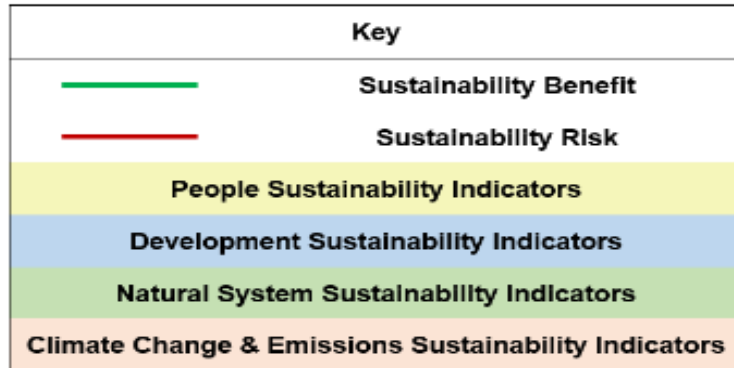 Key
Sustainability Benefit
Sustainability Risk
People Sustainability Indicators
Development Sustainability Indicators
Natural System Sustainability Indicators
Climate Change & Emissions Sustainability Indicators